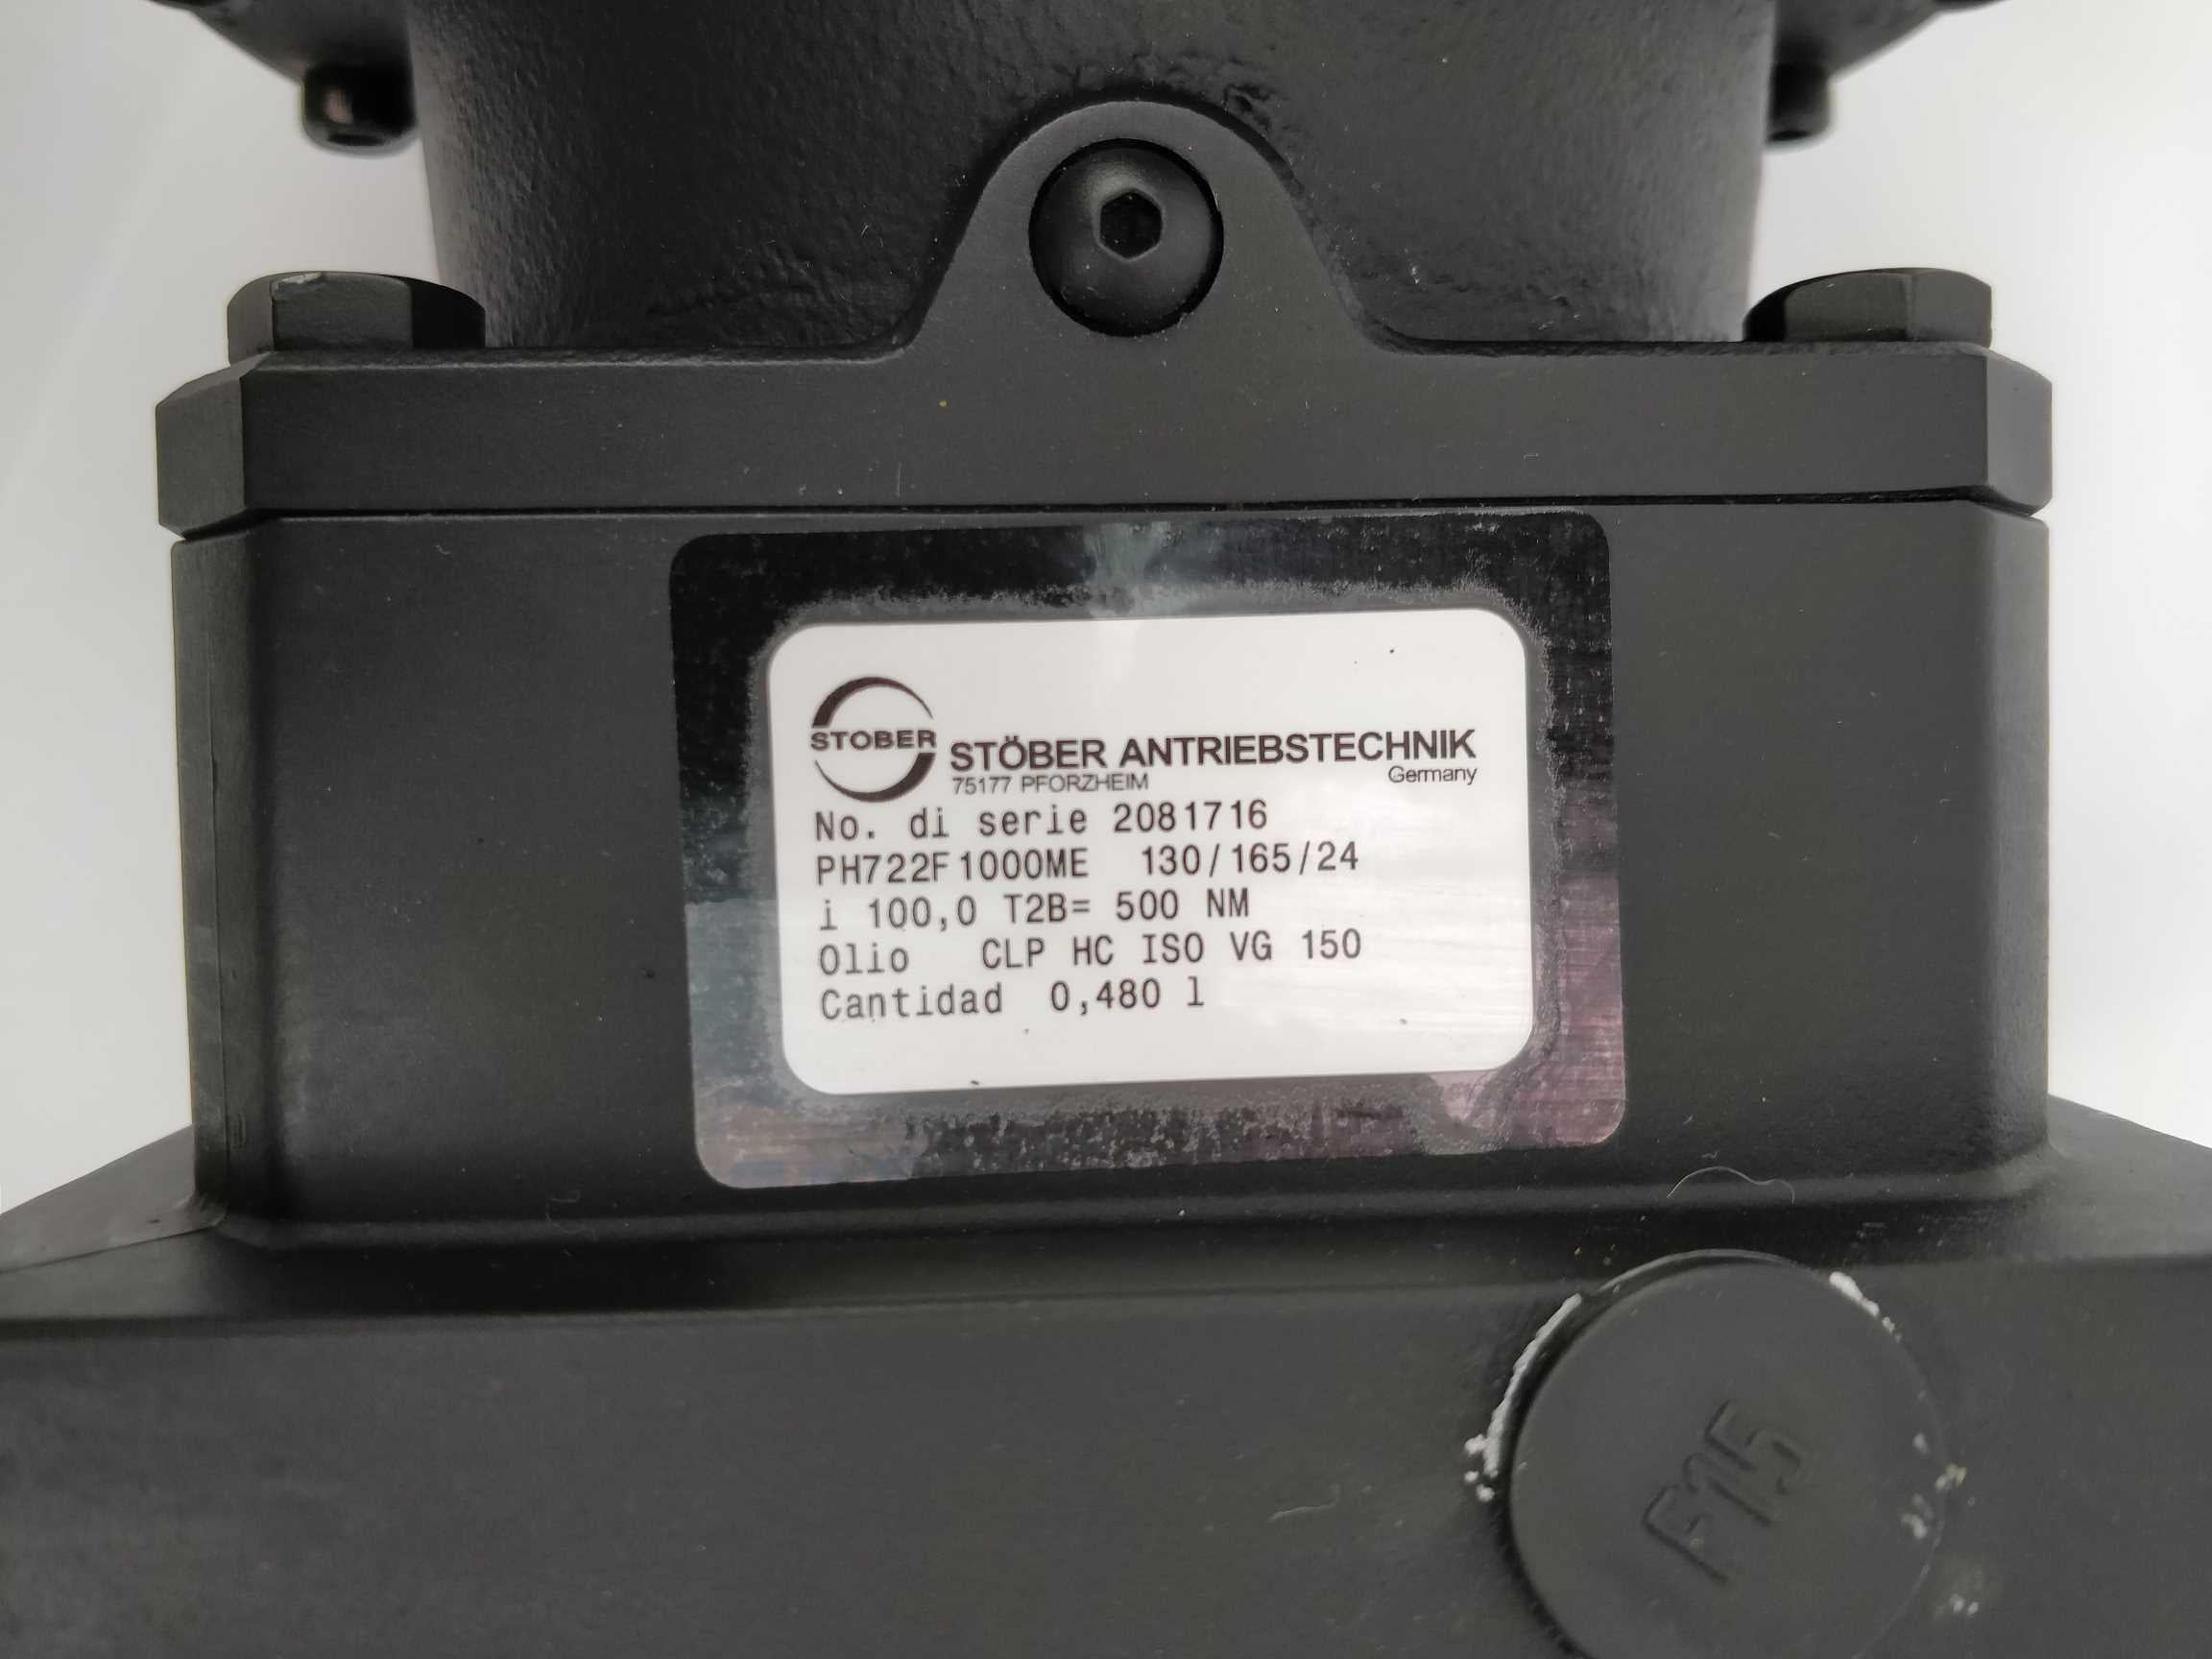 STOBER
STÖBER ANTRIEBSTECHNIK
75177 PFORZHEIM Germany
No. di serie 2081716
PH722F1000ME 130/165/24
i 100,0 T2B= 500 NM
Olio CLP HC ISO VG 150
Cantidad 0,480 l
F15